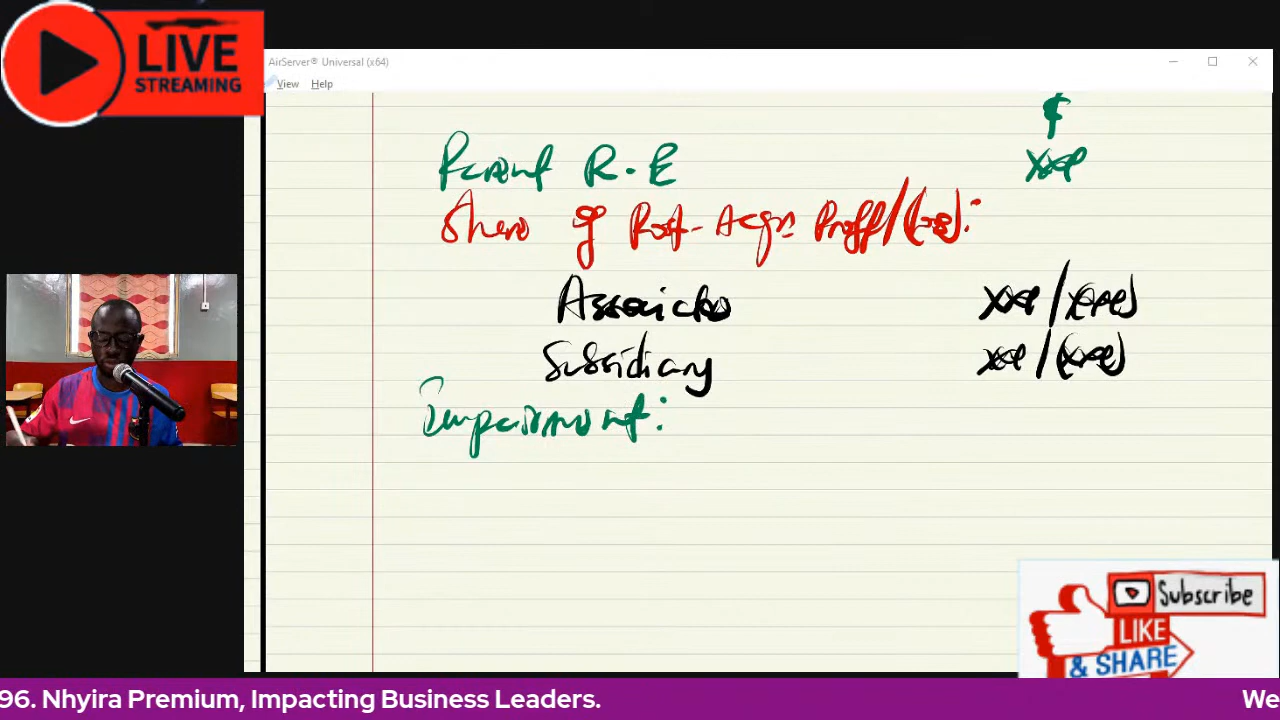 LIVE
STREAMING
AirServer® Universal (x64)
View Help
$
Parent R.E xxx
Share of Post-Acqn Profit/(loss):
Associate xxx/(xxx)
Subsidiary xxx/(xxx)
Impairment:
Subscribe
LIKE
& SHARE
96. Nhyira Premium, Impacting Business Leaders.
We